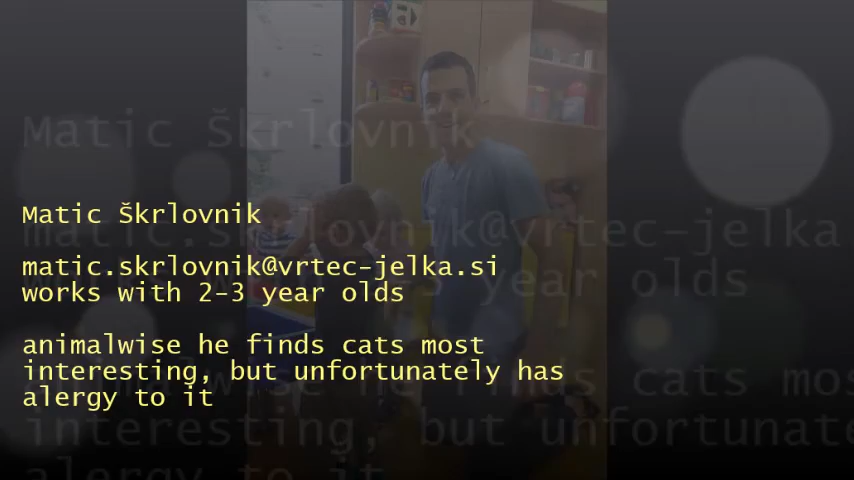 Matic Škrlovnik
matic.skrlovnik@vrtec-jelka.si
works with 2-3 year olds
animalwise he finds cats most
interesting, but unfortunately has
alergy to it